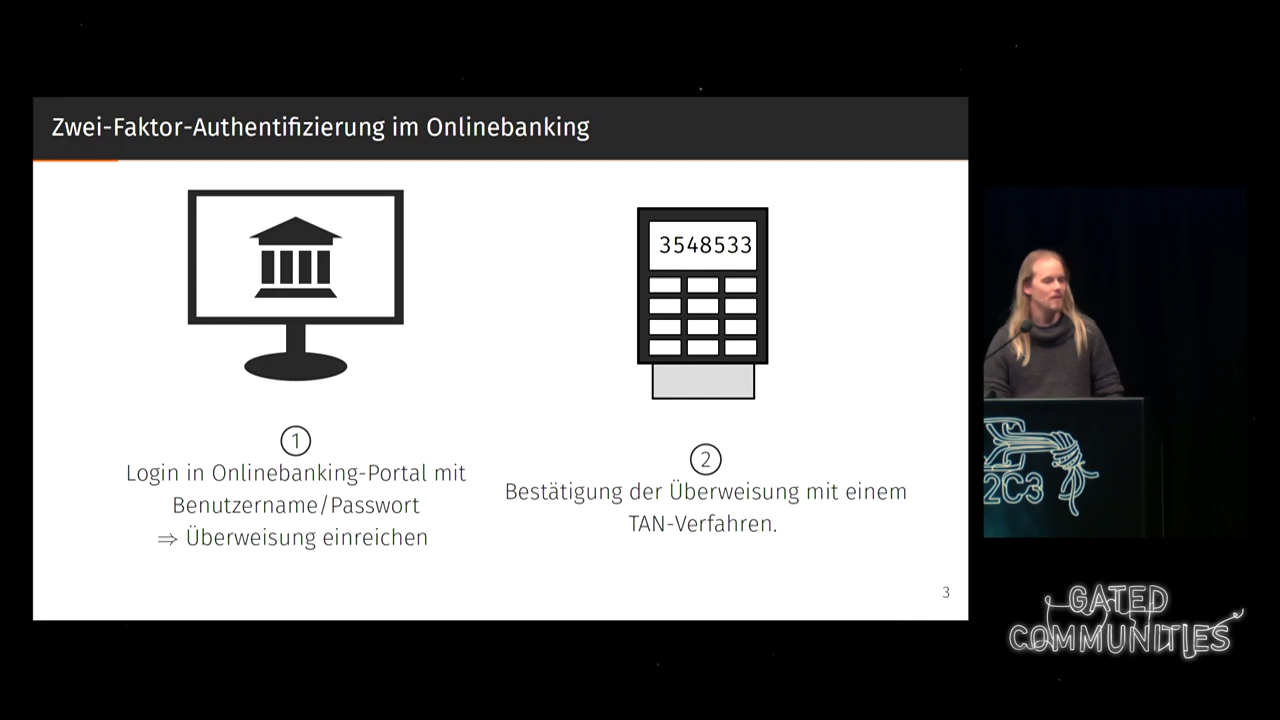 Zwei-Faktor-Authentifizierung im Onlinebanking
3548533
1
Login in Onlinebanking-Portal mit
Benutzername/Passwort
⇒ Überweisung einreichen
2
Bestätigung der Überweisung mit einem
TAN-Verfahren.
3
2C3
GATED
COMMUNITIES